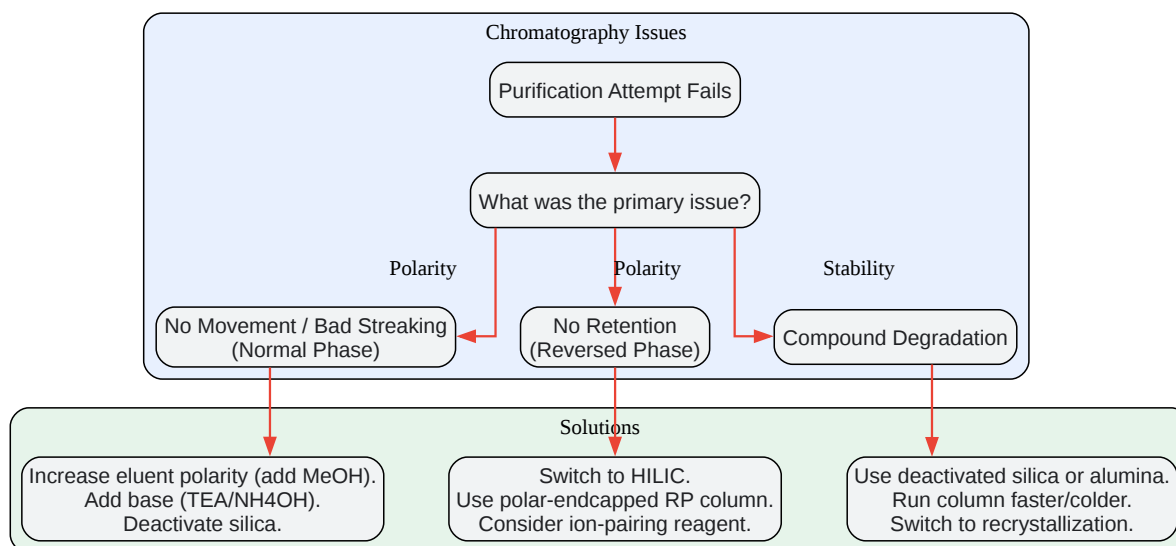 Chromatography Issues
Purification Attempt Fails
What was the primary issue?
Polarity
Polarity
Stability
No Movement / Bad Streaking
(Normal Phase)
No Retention
(Reversed Phase)
Compound Degradation
Solutions
Increase eluent polarity (add MeOH).
Add base (TEA/NH4OH).
Deactivate silica.
Switch to HILIC.
Use polar-endcapped RP column.
Consider ion-pairing reagent.
Use deactivated silica or alumina.
Run column faster/colder.
Switch to recrystallization.